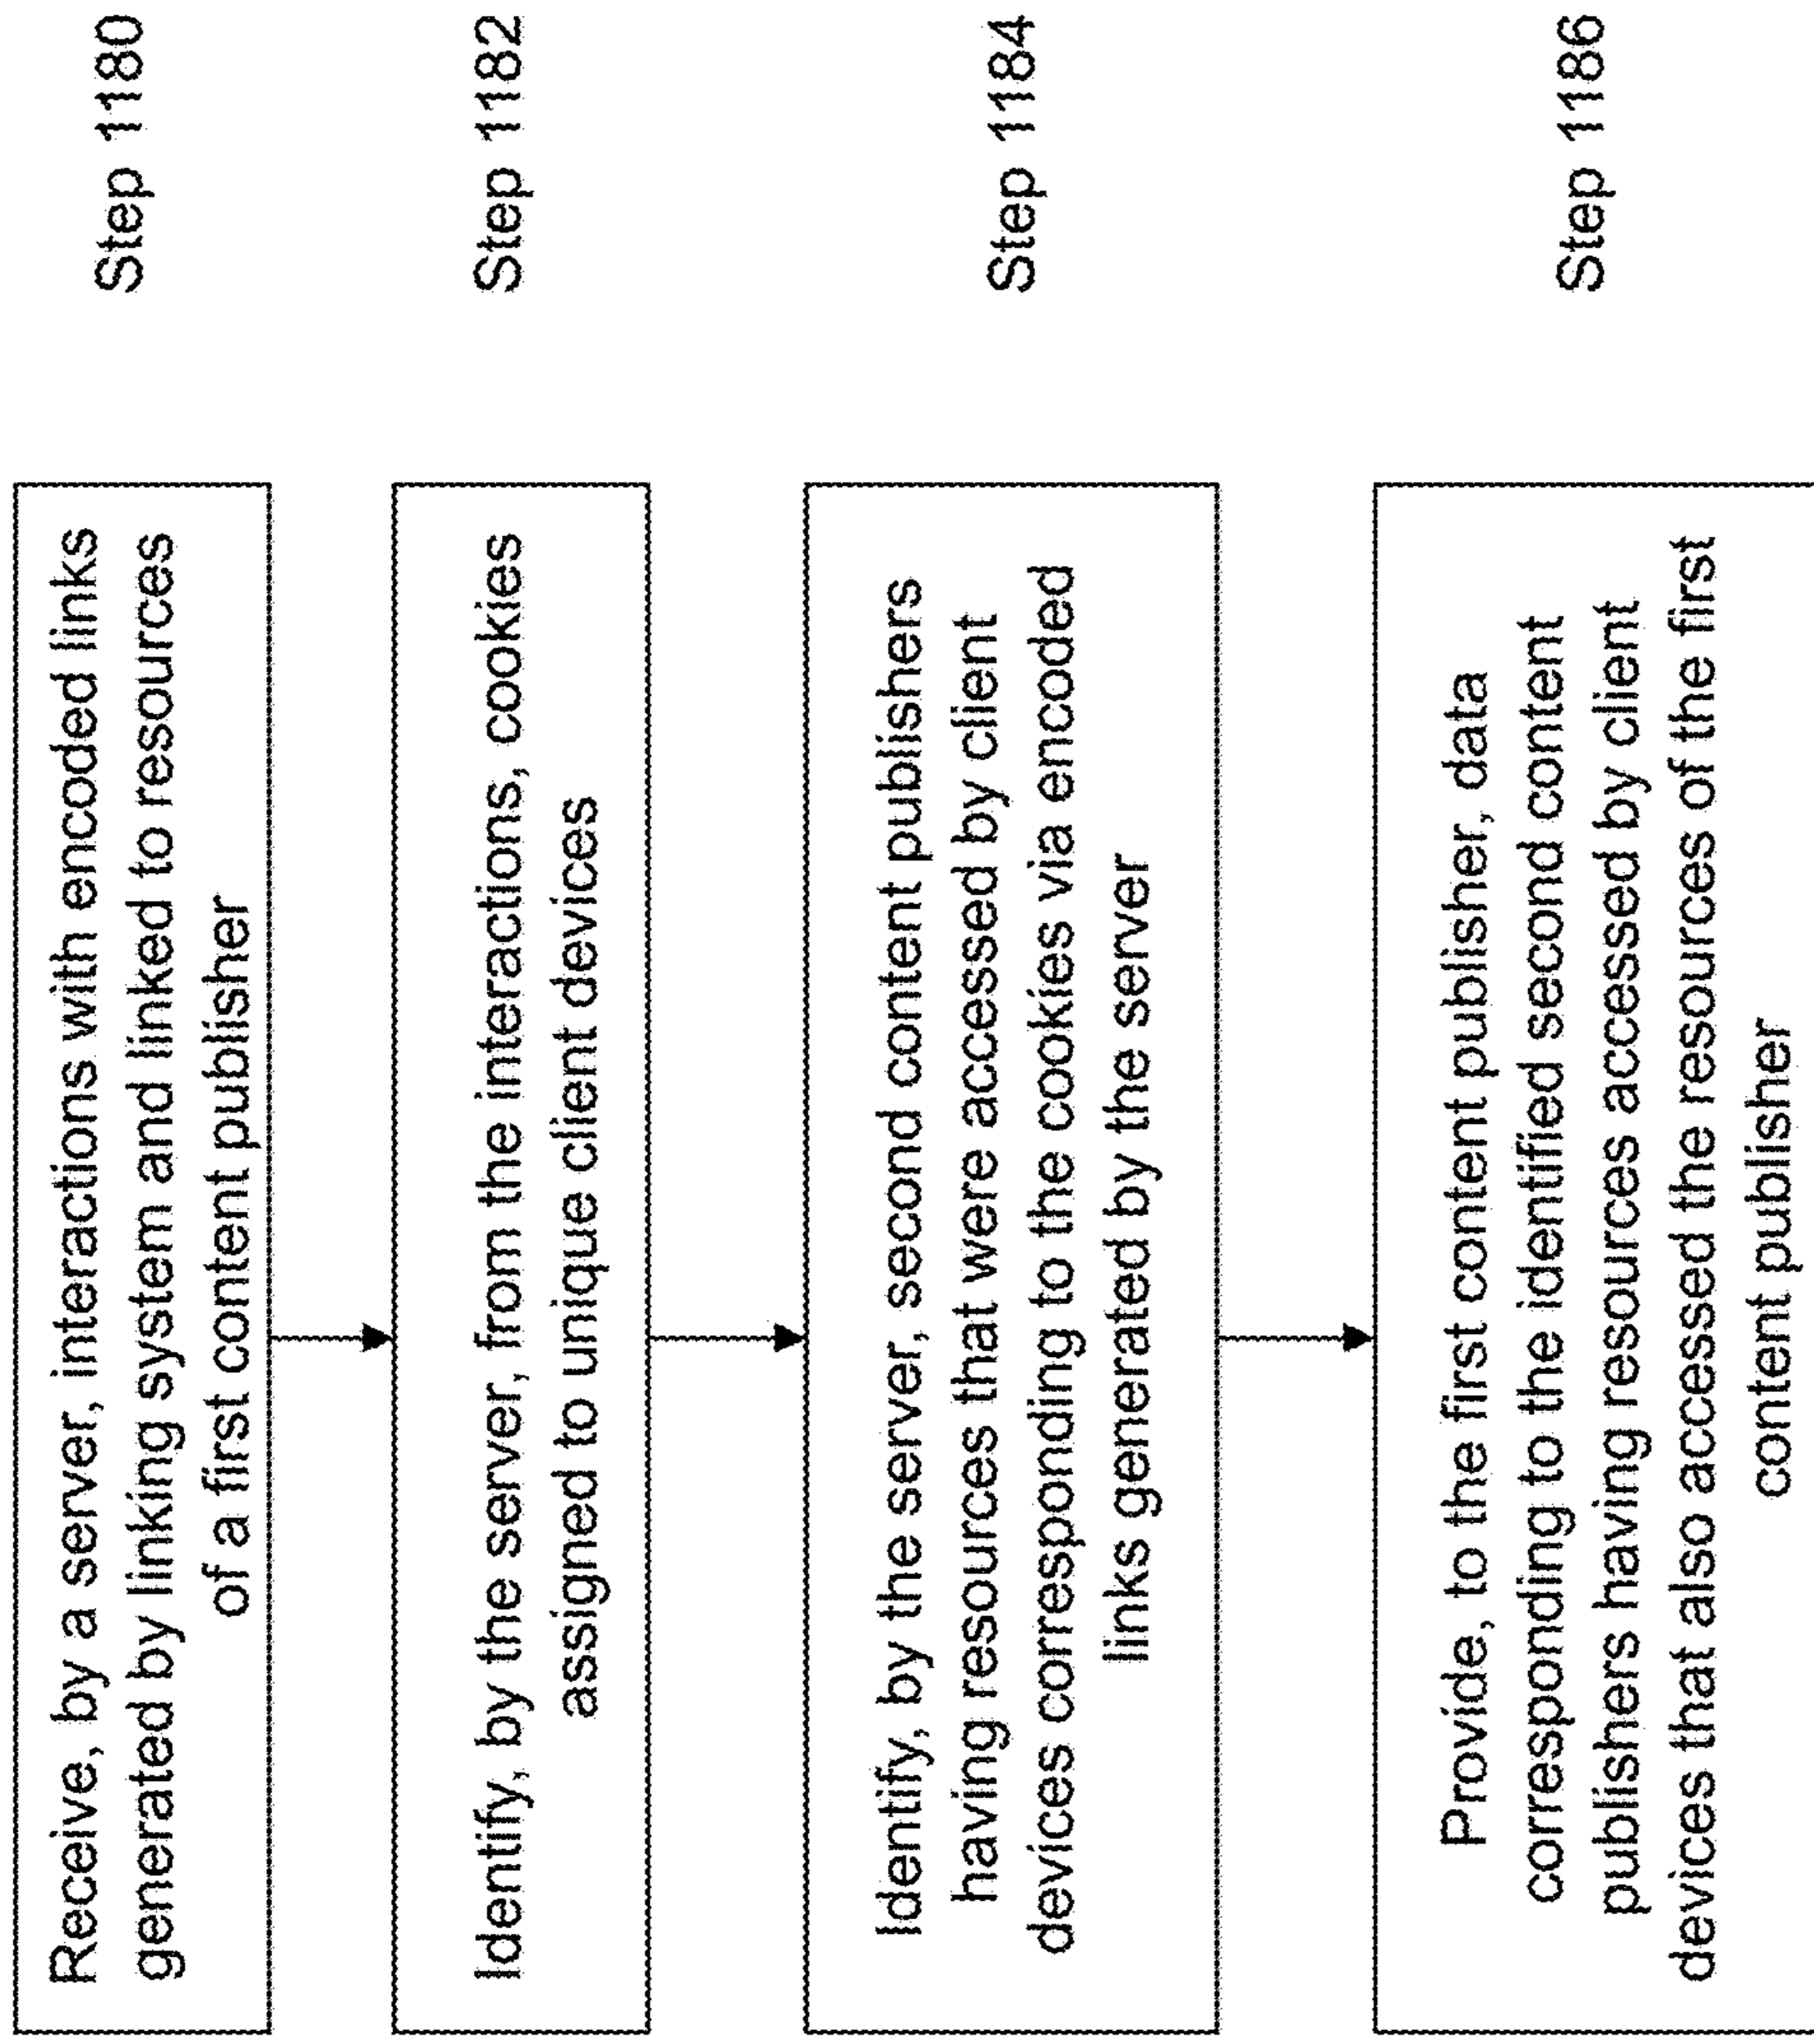 Receive, by a server, interactions with encoded links
generated by linking system and linked to resources
of a first content publisher
Step 1180
Identify, by the server, from the interactions, cookies
assigned to unique client devices
Step 1182
Identify, by the server, second content publishers
having resources that were accessed by client
devices corresponding to the cookies via encoded
links generated by the server
Step 1184
Provide, to the first content publisher, data
corresponding to the identified second content
publishers having resources accessed by client
devices that also accessed the resources of the first
content publisher
Step 1186